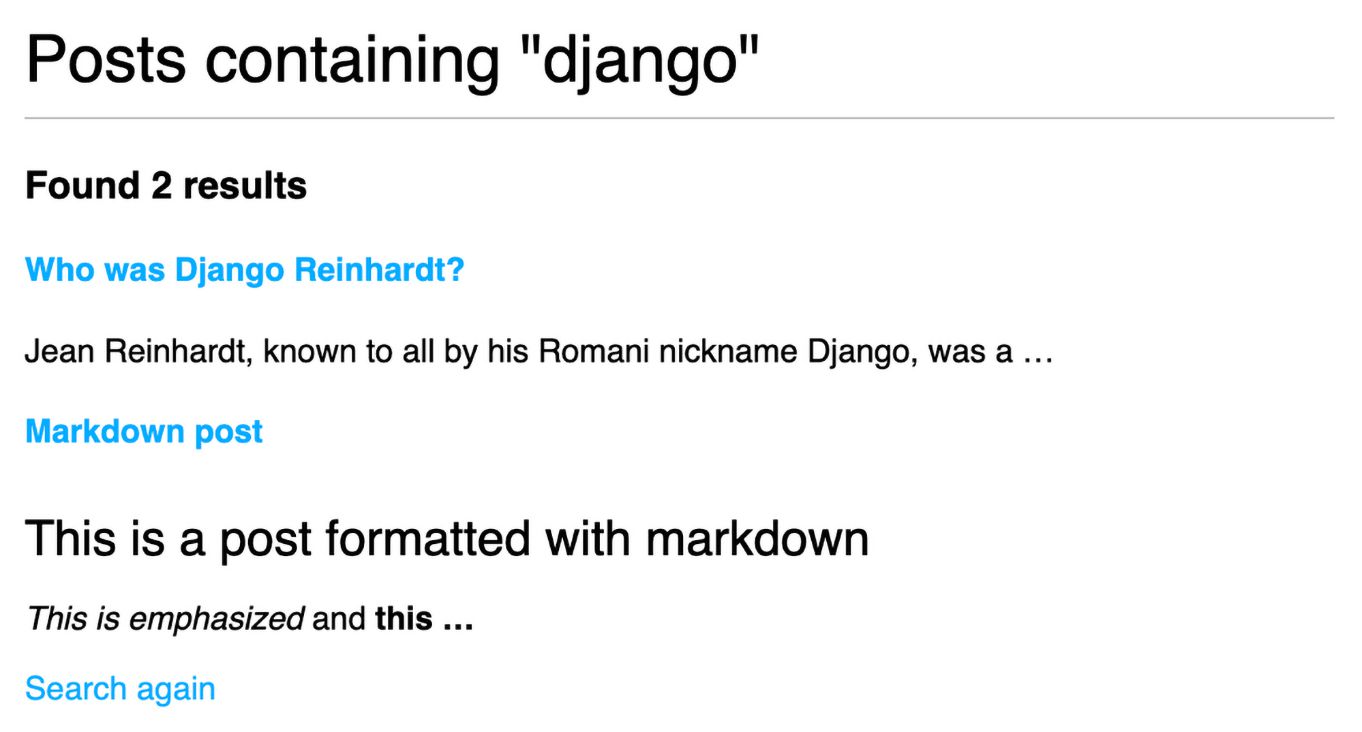 Posts containing "django"
Found 2 results
Who was Django Reinhardt?
Jean Reinhardt, known to all by his Romani nickname Django, was a …
Markdown post
This is a post formatted with markdown
This is emphasized and this …
Search again